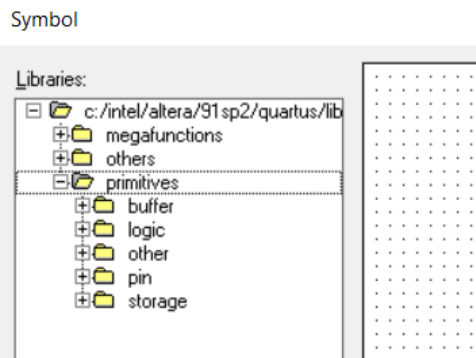 Symbol
Libraries:
c:/intel/altera/91sp2/quartus/lib
megafunctions
others
primitives
buffer
logic
other
pin
storage